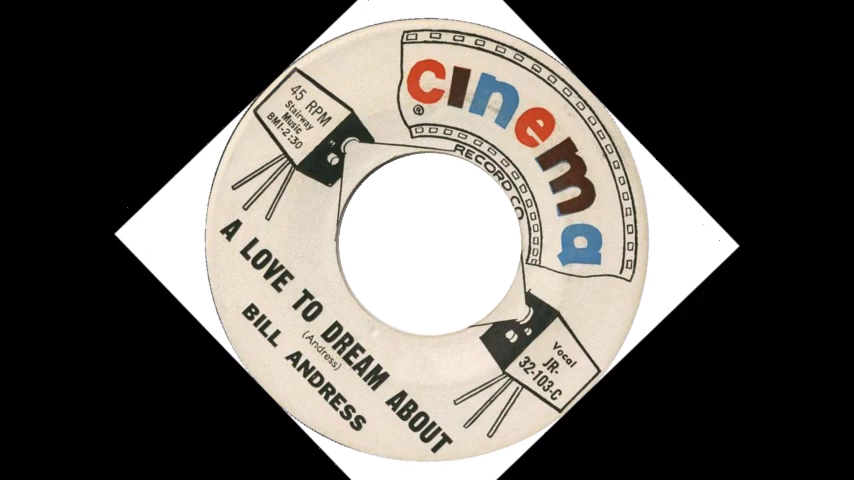 cinema
®
RECORD CO
45 RPM
Stairway
Music
BMI-2:30
Vocal
JR-
32-103-C
A LOVE TO DREAM ABOUT
(Andress)
BILL ANDRESS